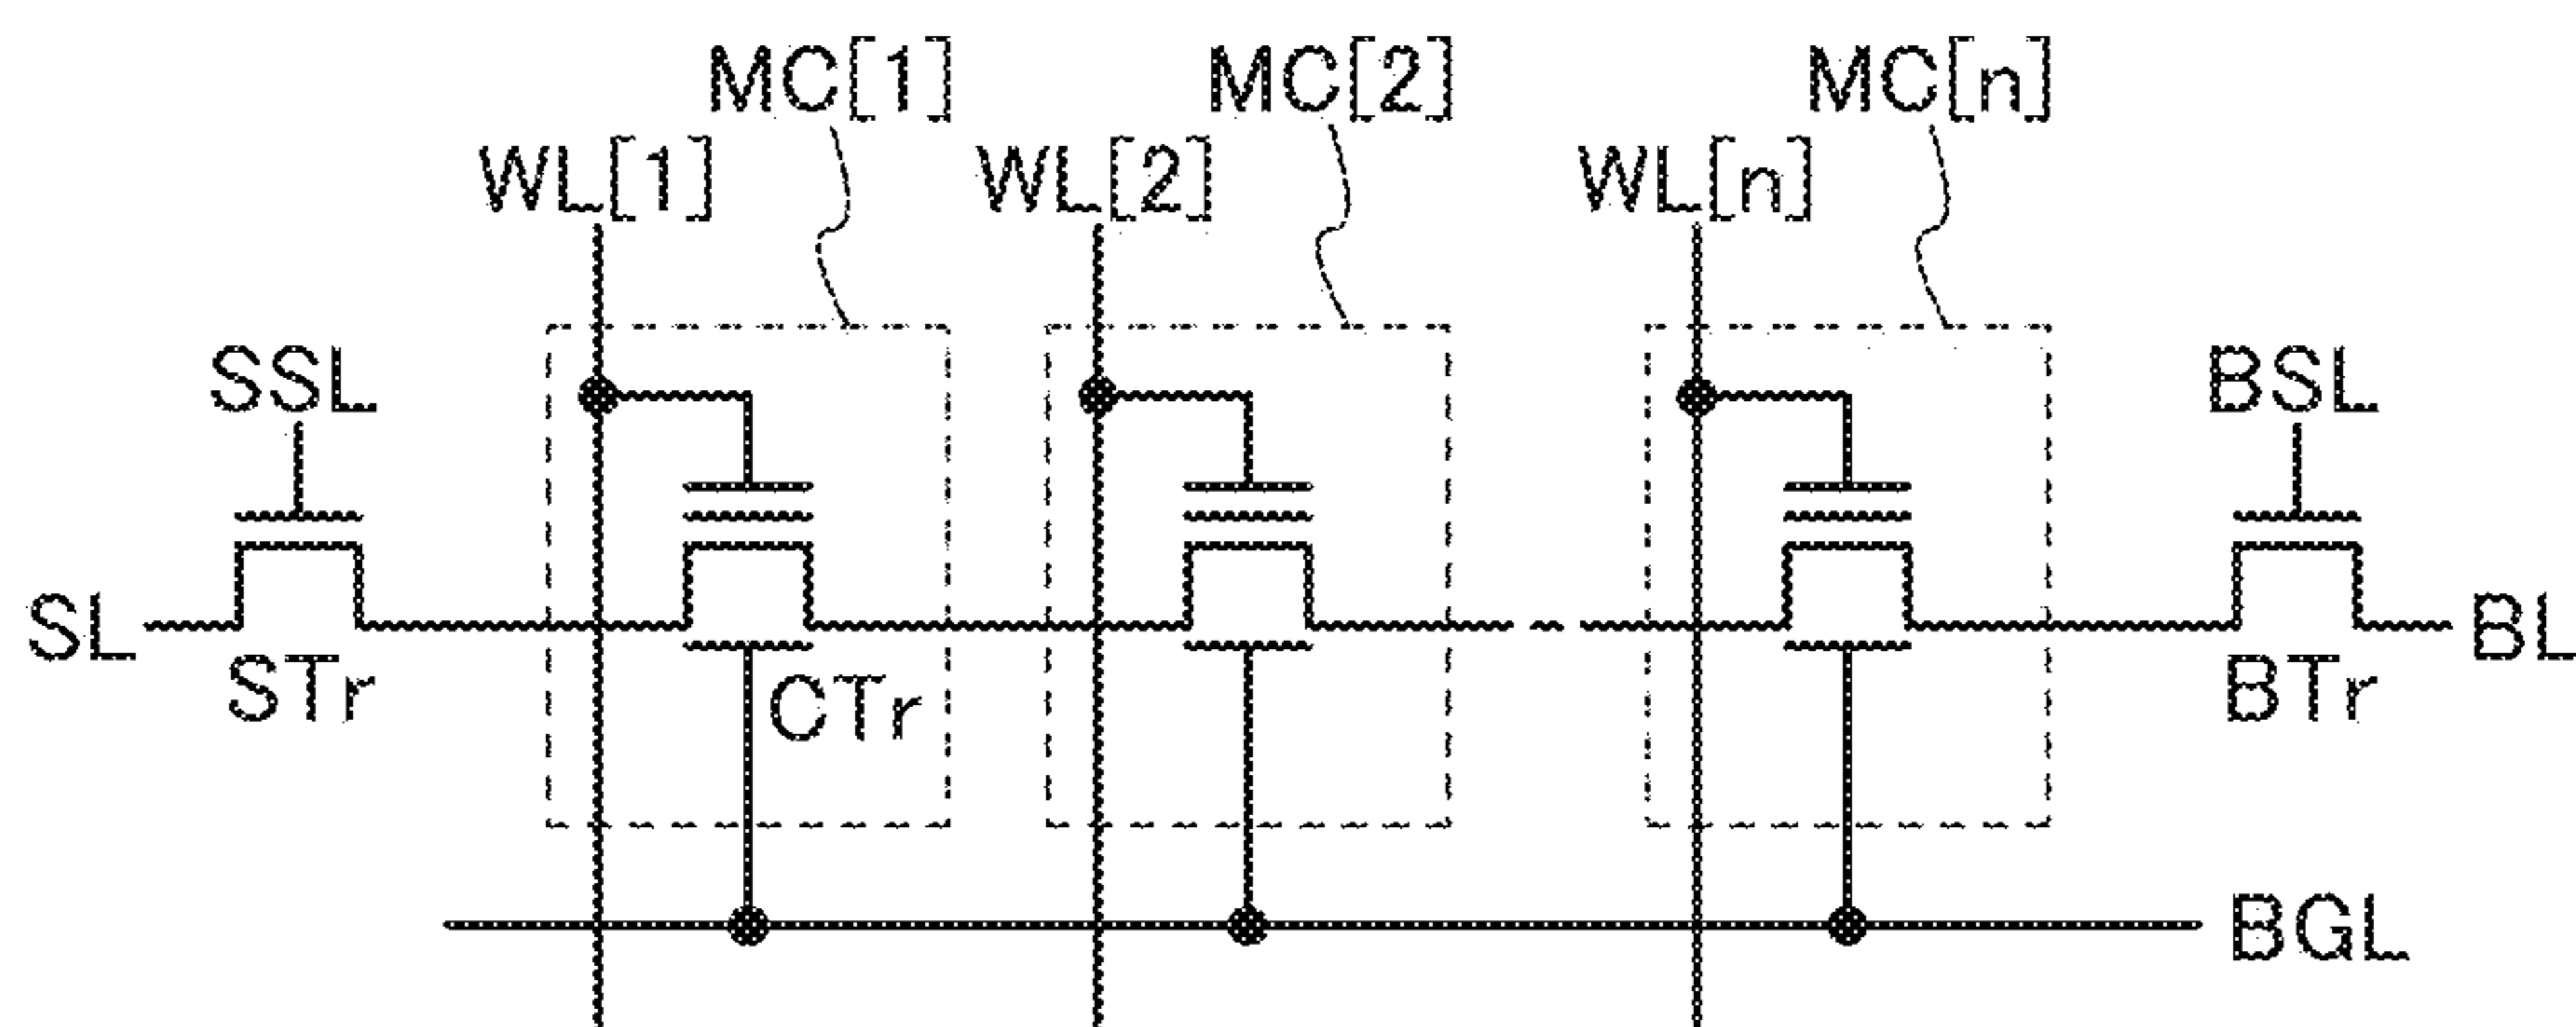 MC[1] MC[2] MC[n]
WL[1] WL[2] WL[n]
SSL BSL
SL BL
STr CTr BTr
BGL